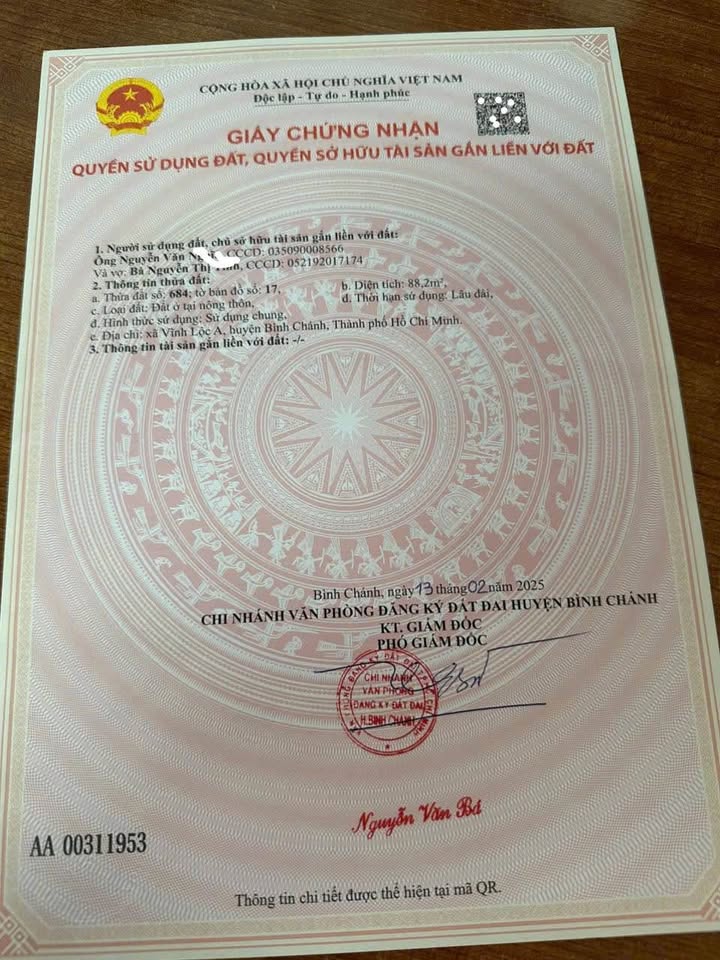 CỘNG HÒA XÃ HỘI CHỦ NGHĨA VIỆT NAM
Độc lập - Tự do - Hạnh phúc
GIẤY CHỨNG NHẬN
QUYỀN SỬ DỤNG ĐẤT, QUYỀN SỞ HỮU TÀI SẢN GẮN LIỀN VỚI ĐẤT
1. Người sử dụng đất, chủ sở hữu tài sản gắn liền với đất:
Ông Nguyễn Văn CCCD: 035090008566
Và vợ: Bà Nguyễn Thị CCCD: 052192017174
2. Thông tin thửa đất:
a. Thửa đất số: 684; tờ bản đồ số: 17, b. Diện tích: 88,2m²,
c. Loại đất: Đất ở tại nông thôn, d. Thời hạn sử dụng: Lâu dài,
đ. Hình thức sử dụng: Sử dụng chung,
e. Địa chỉ: xã Vĩnh Lộc A, huyện Bình Chánh, Thành phố Hồ Chí Minh.
3. Thông tin tài sản gắn liền với đất: -/-
Bình Chánh, ngày 13 tháng 02 năm 2025
CHI NHÁNH VĂN PHÒNG ĐĂNG KÝ ĐẤT ĐAI HUYỆN BÌNH CHÁNH
KT. GIÁM ĐỐC
PHÓ GIÁM ĐỐC
CHI NHÁNH
VĂN PHÒNG
ĐĂNG KÝ ĐẤT ĐAI
H.BÌNH CHÁNH
Nguyễn Văn Bá
AA 00311953
Thông tin chi tiết được thể hiện tại mã QR.